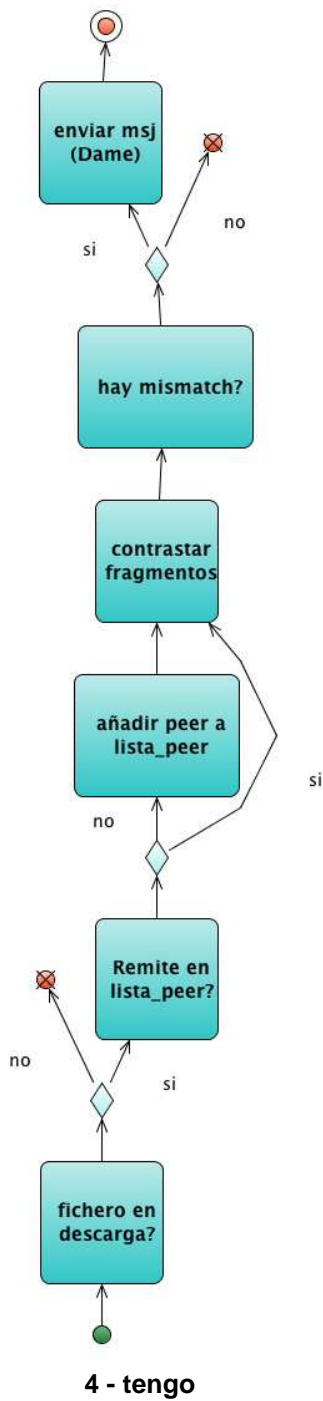 enviar msj
(Dame)
si
no
hay mismatch?
contrastar
fragmentos
añadir peer a
lista_peer
si
no
Remite en
lista_peer?
no
si
fichero en
descarga?
4 - tengo